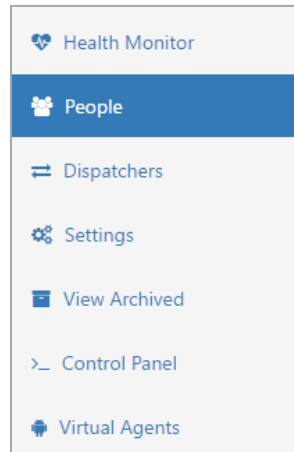 Health Monitor
People
Dispatchers
Settings
View Archived
Control Panel
Virtual Agents